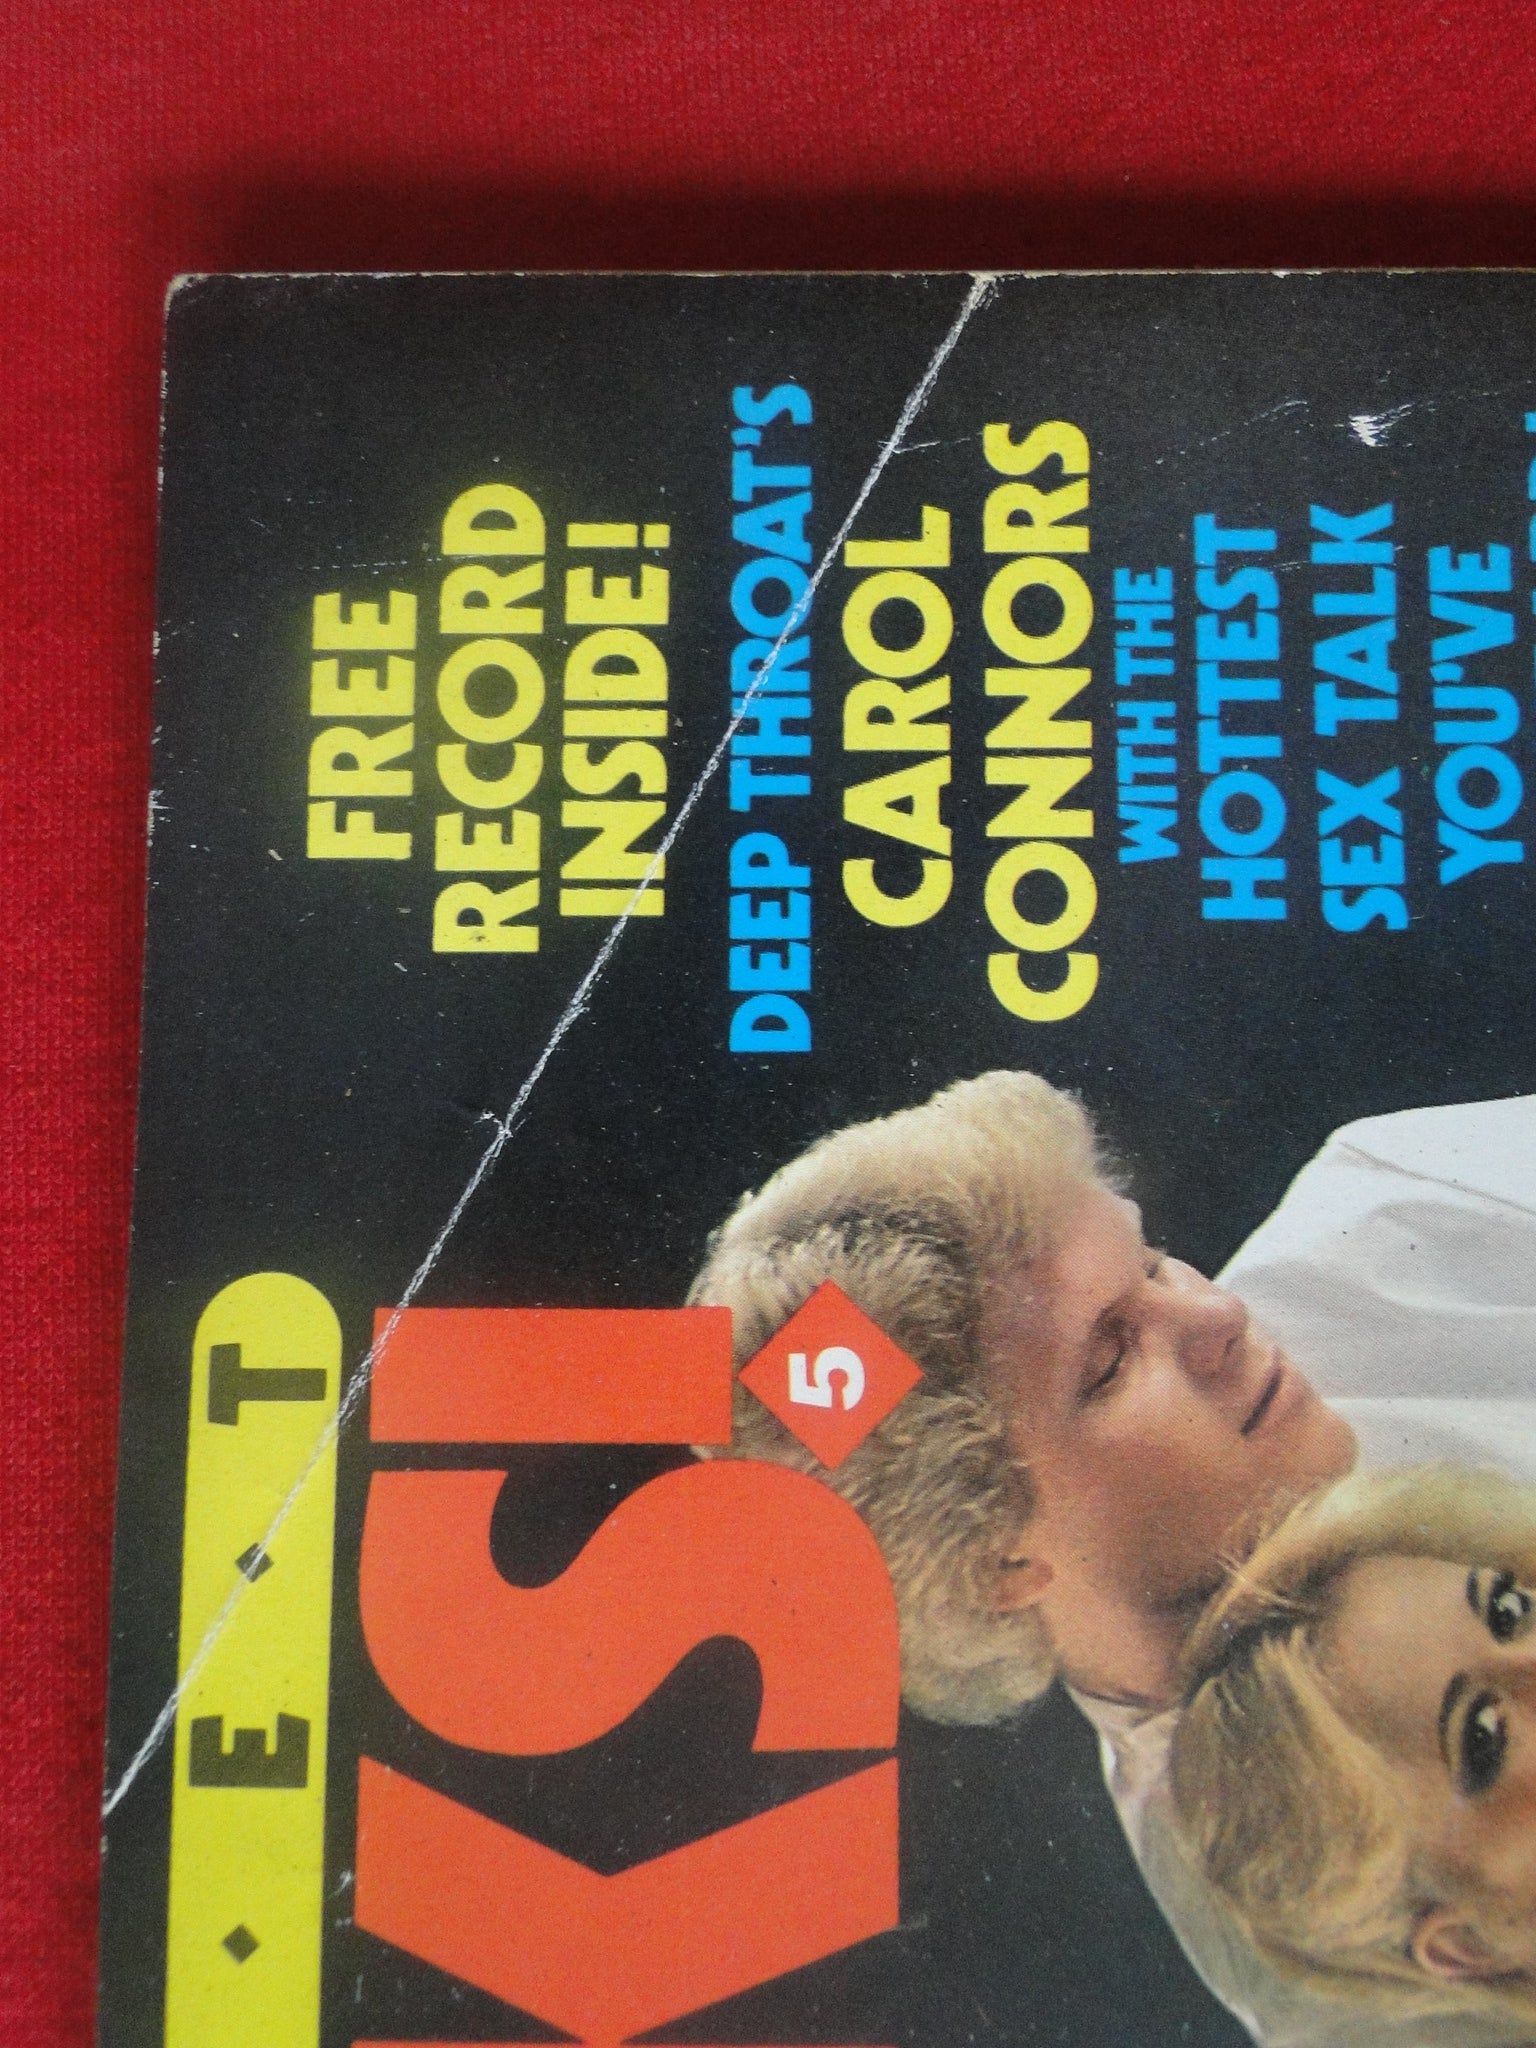 E • T
KS!
5
FREE
RECORD
INSIDE!
DEEP THROAT'S
CAROL
CONNORS
WITH THE
HOTTEST
SEX TALK
YOU'VE